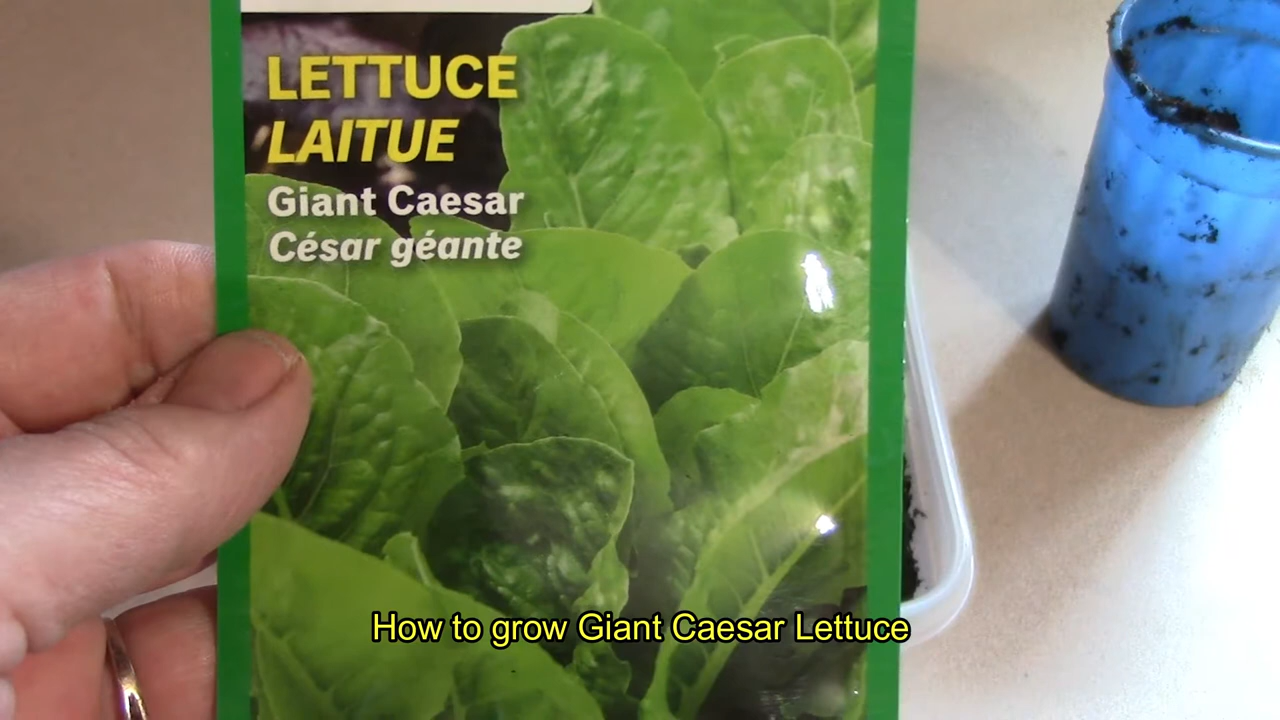 LETTUCE
LAITUE
Giant Caesar
César géante
How to grow Giant Caesar Lettuce